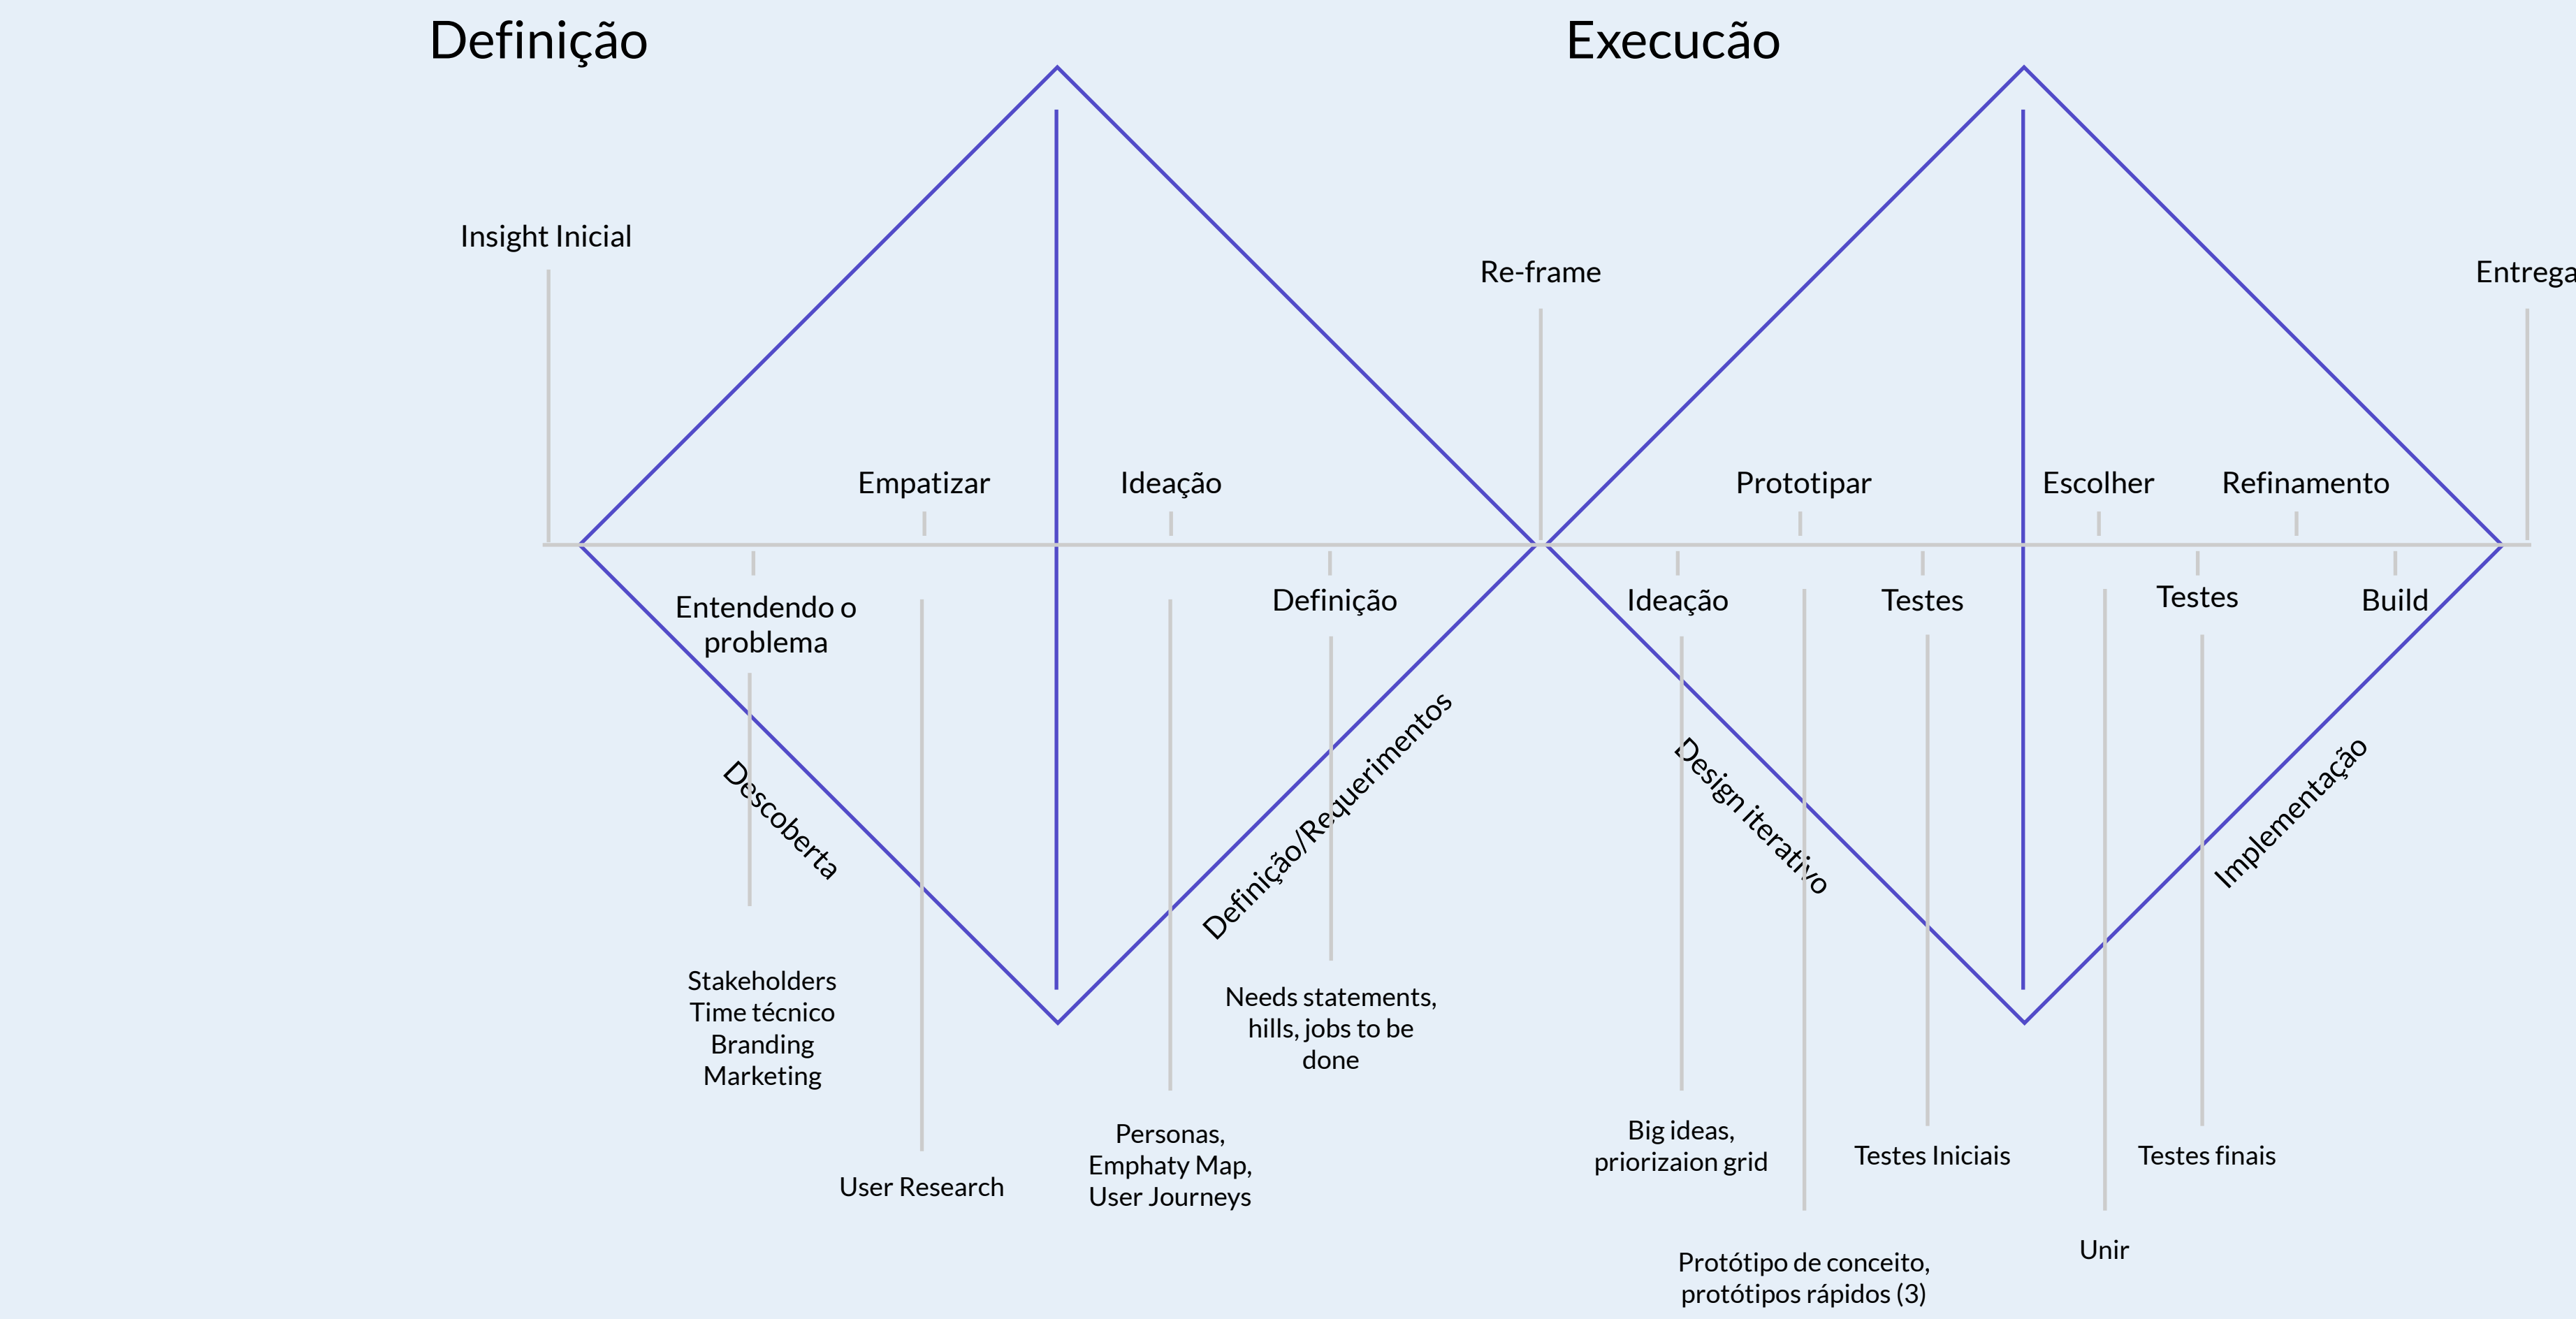 Definição
Execucão
Insight Inicial
Re-frame
Entrega
Empatizar
Ideação
Prototipar
Escolher
Refinamento
Entendendo o
problema
Definição
Ideação
Testes
Testes
Build
Descoberta
Definição/Requerimentos
Design iterativo
Implementação
Stakeholders
Time técnico
Branding
Marketing
User Research
Personas,
Emphaty Map,
User Journeys
Needs statements,
hills, jobs to be
done
Big ideas,
priorizaion grid
Protótipo de conceito,
protótipos rápidos (3)
Testes Iniciais
Unir
Testes finais